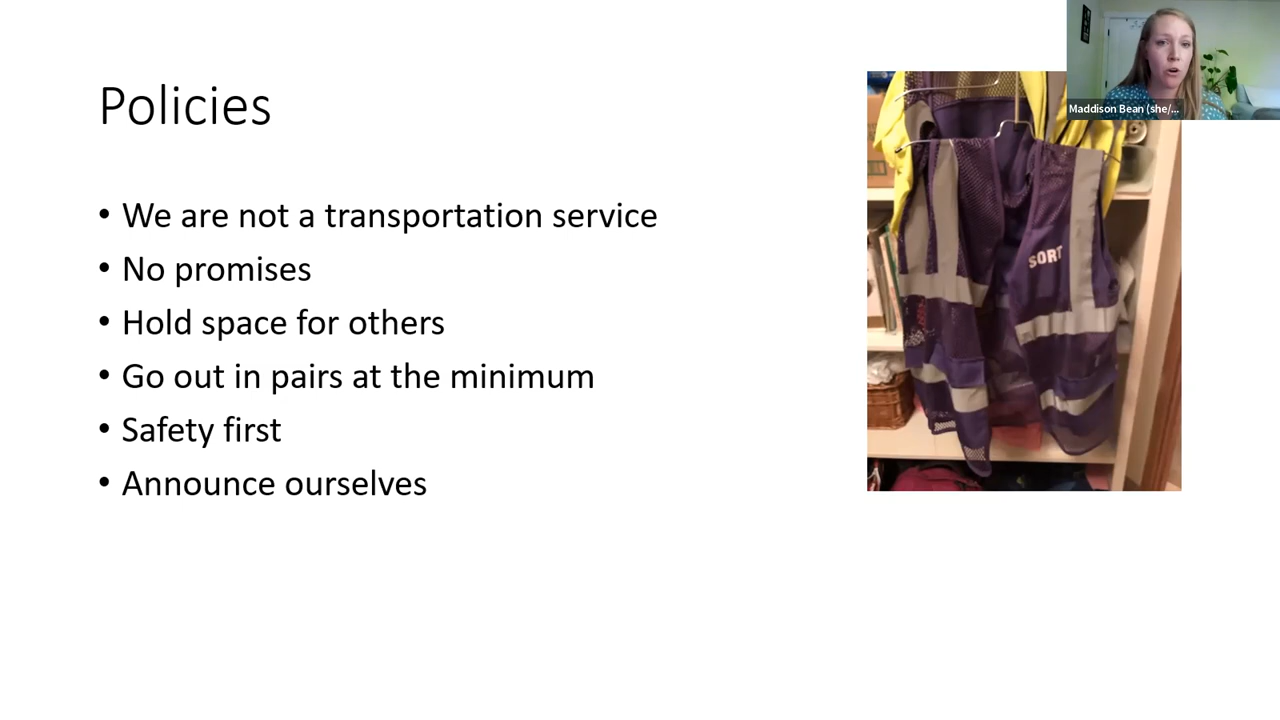 Policies
• We are not a transportation service
• No promises
• Hold space for others
• Go out in pairs at the minimum
• Safety first
• Announce ourselves
SORT
Maddison Bean (she/...